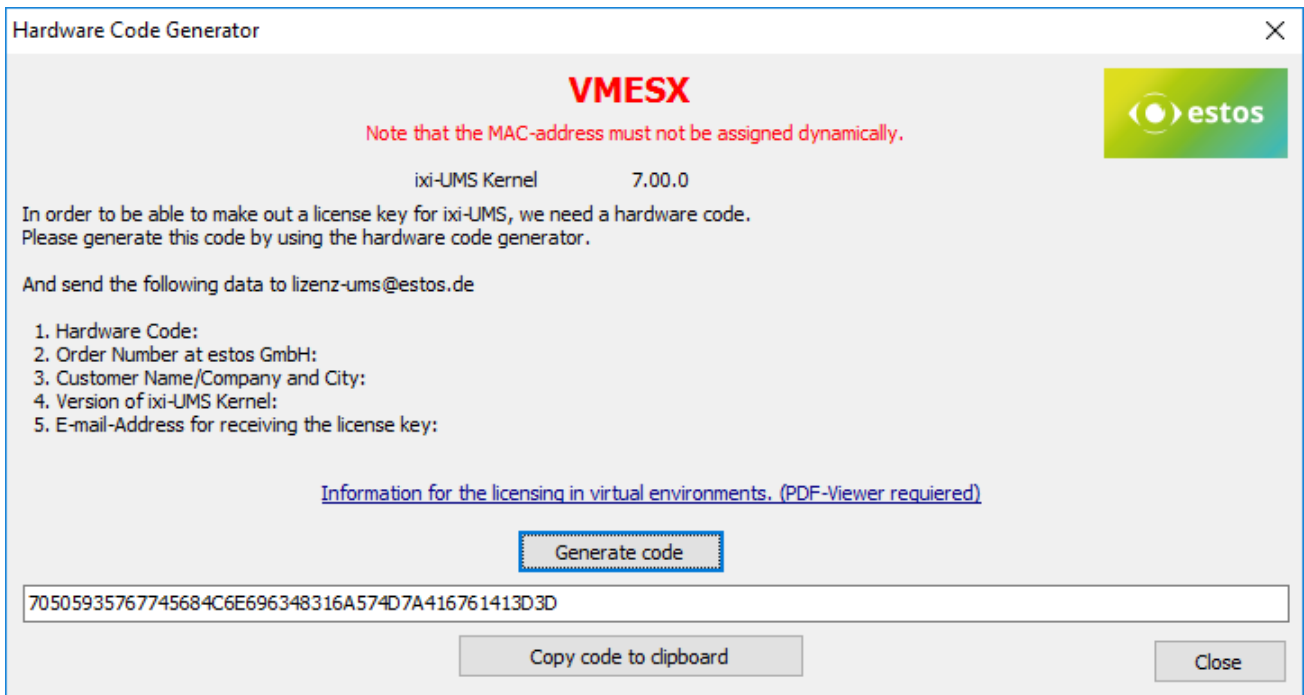 Hardware Code Generator
VMESX
estos
Note that the MAC-address must not be assigned dynamically.
ixi-UMS Kernel 7.00.0
In order to be able to make out a license key for ixi-UMS, we need a hardware code.
Please generate this code by using the hardware code generator.
And send the following data to lizenz-ums@estos.de
1. Hardware Code:
2. Order Number at estos GmbH:
3. Customer Name/Company and City:
4. Version of ixi-UMS Kernel:
5. E-mail-Address for receiving the license key:
Information for the licensing in virtual environments. (PDF-Viewer requiered)
Generate code
70505935767745684C6E696348316A574D7A416761413D3D
Copy code to clipboard
Close